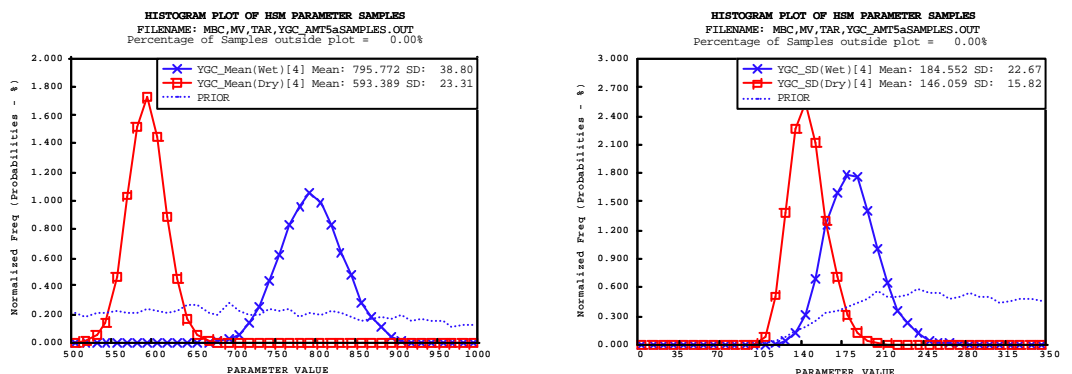 HISTOGRAM PLOT OF HSM PARAMETER SAMPLES
FILENAME: MBC,MV,TAR,YGC_AMT5aSAMPLES.OUT
Percentage of Samples outside plot = 0.00%
Normalized Freq (Probabilities - %)
2.000
1.800
1.600
1.400
1.200
1.000
0.800
0.600
0.400
0.200
0.000
YGC_Mean(Wet)[4] Mean: 795.772 SD: 38.80
YGC_Mean(Dry)[4] Mean: 593.389 SD: 23.31
PRIOR
500 550 600 650 700 750 800 850 900 950 1000
PARAMETER VALUE
HISTOGRAM PLOT OF HSM PARAMETER SAMPLES
FILENAME: MBC,MV,TAR,YGC_AMT5aSAMPLES.OUT
Percentage of Samples outside plot = 0.00%
Normalized Freq (Probabilities - %)
3.000
2.700
2.400
2.100
1.800
1.500
1.200
0.900
0.600
0.300
0.000
YGC_SD(Wet)[4] Mean: 184.552 SD: 22.67
YGC_SD(Dry)[4] Mean: 146.059 SD: 15.82
PRIOR
0 35 70 105 140 175 210 245 280 315 350
PARAMETER VALUE